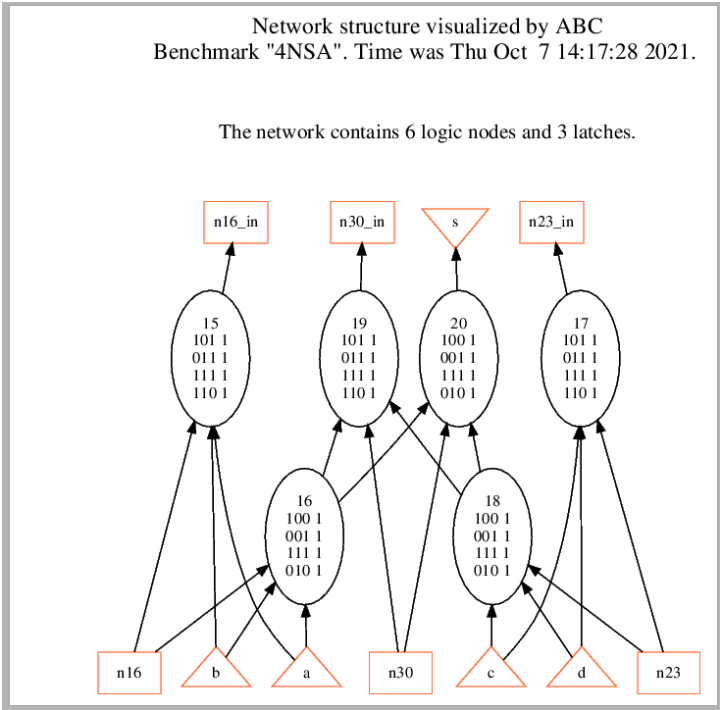 Network structure visualized by ABC
Benchmark "4NSA". Time was Thu Oct  7 14:17:28 2021.
The network contains 6 logic nodes and 3 latches.
n16_in
n30_in
s
n23_in
15
101 1
011 1
111 1
110 1
19
101 1
011 1
111 1
110 1
20
100 1
001 1
111 1
010 1
17
101 1
011 1
111 1
110 1
16
100 1
001 1
111 1
010 1
18
100 1
001 1
111 1
010 1
n16
b
a
n30
c
d
n23